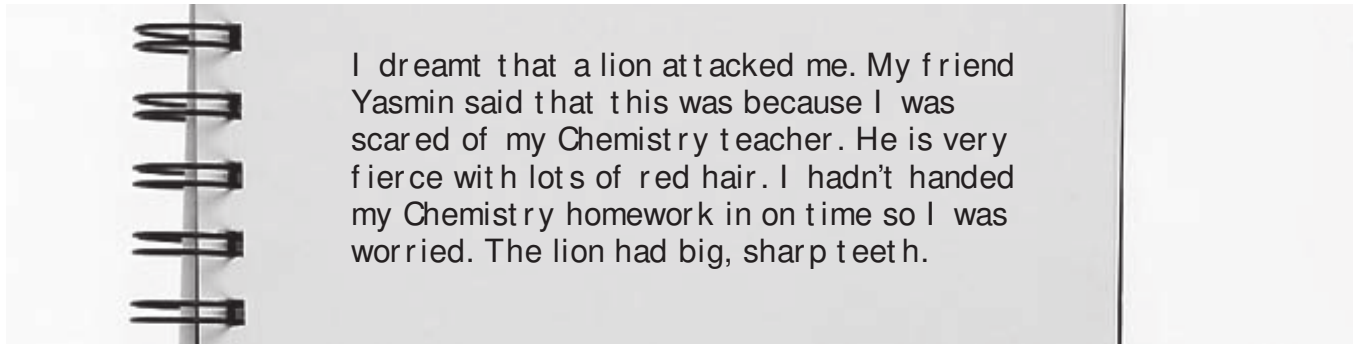 I dreamt that a lion attacked me. My friend
Yasmin said that this was because I was
scared of my Chemistry teacher. He is very
fierce with lots of red hair. I hadn't handed
my Chemistry homework in on time so I was
worried. The lion had big, sharp teeth.